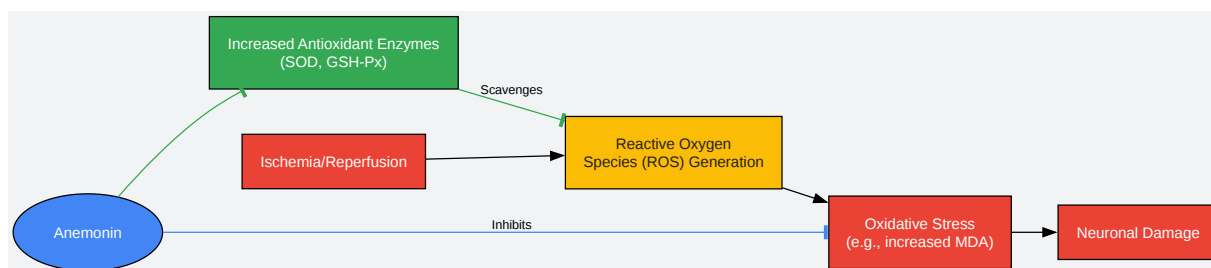 Increased Antioxidant Enzymes
(SOD, GSH-Px)
Scavenges
Ischemia/Reperfusion
Reactive Oxygen
Species (ROS) Generation
Anemonin
Inhibits
Oxidative Stress
(e.g., increased MDA)
Neuronal Damage